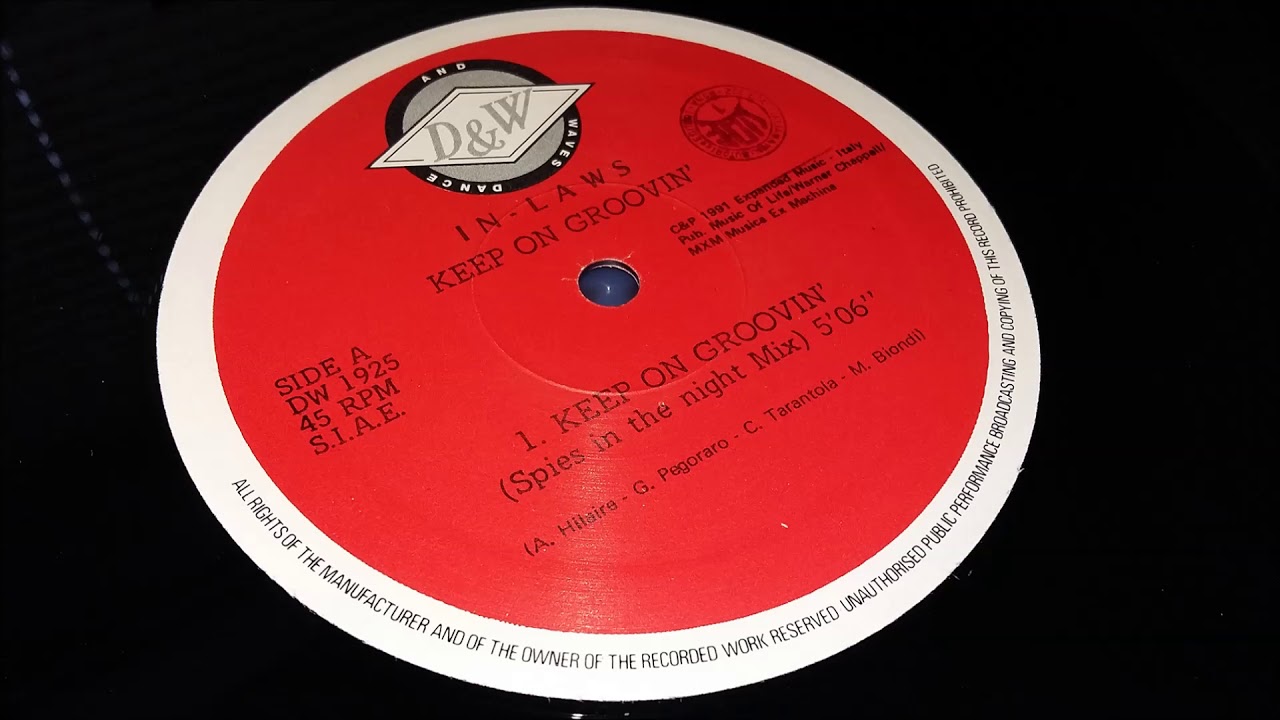 DANCE AND WAVES
D&W
IN-LAWS
KEEP ON GROOVIN'
C&P 1991 Expanded Music - Italy
Pub. Music Of Life/Warner Chappell/
MXM Musica Ex Machina
SIDE A
DW 1925
45 RPM
S.I.A.E.
1. KEEP ON GROOVIN'
(Spies in the night Mix) 5'06"
(A. Hilaire - G. Pegoraro - C. Tarantola - M. Biondi)
ALL RIGHTS OF THE MANUFACTURER AND OF THE OWNER OF THE RECORDED WORK RESERVED UNAUTHORISED PUBLIC PERFORMANCE BROADCASTING AND COPYING OF THIS RECORD PROHIBITED